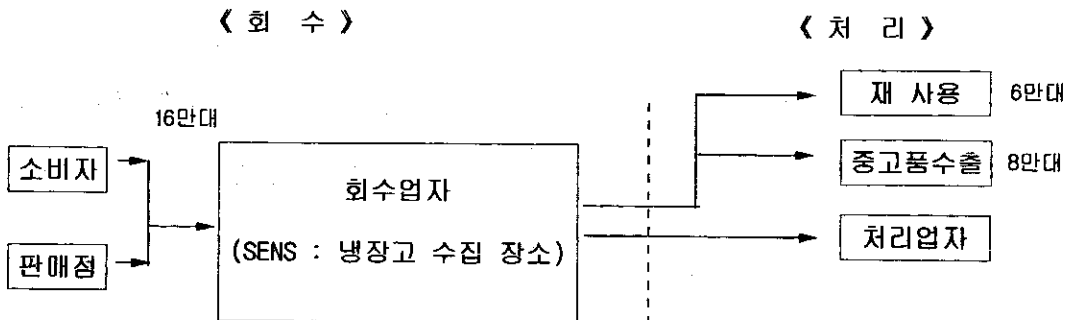 《 회 수 》
《 처 리 》
16만대
소비자
판매점
회수업자
(SENS : 냉장고 수집 장소)
재 사용 6만대
중고품수출 8만대
처리업자